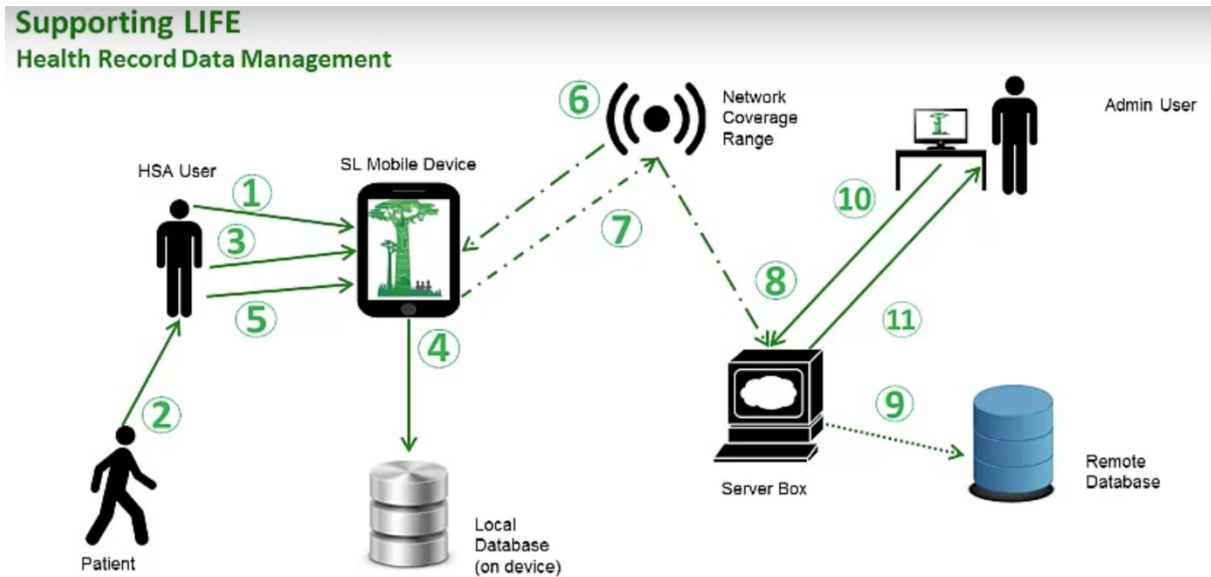 Supporting LIFE
Health Record Data Management
6
Network
Coverage
Range
Admin User
HSA User
SL Mobile Device
1
3
5
7
10
8
11
4
2
9
Server Box
Remote
Database
Local
Database
(on device)
Patient